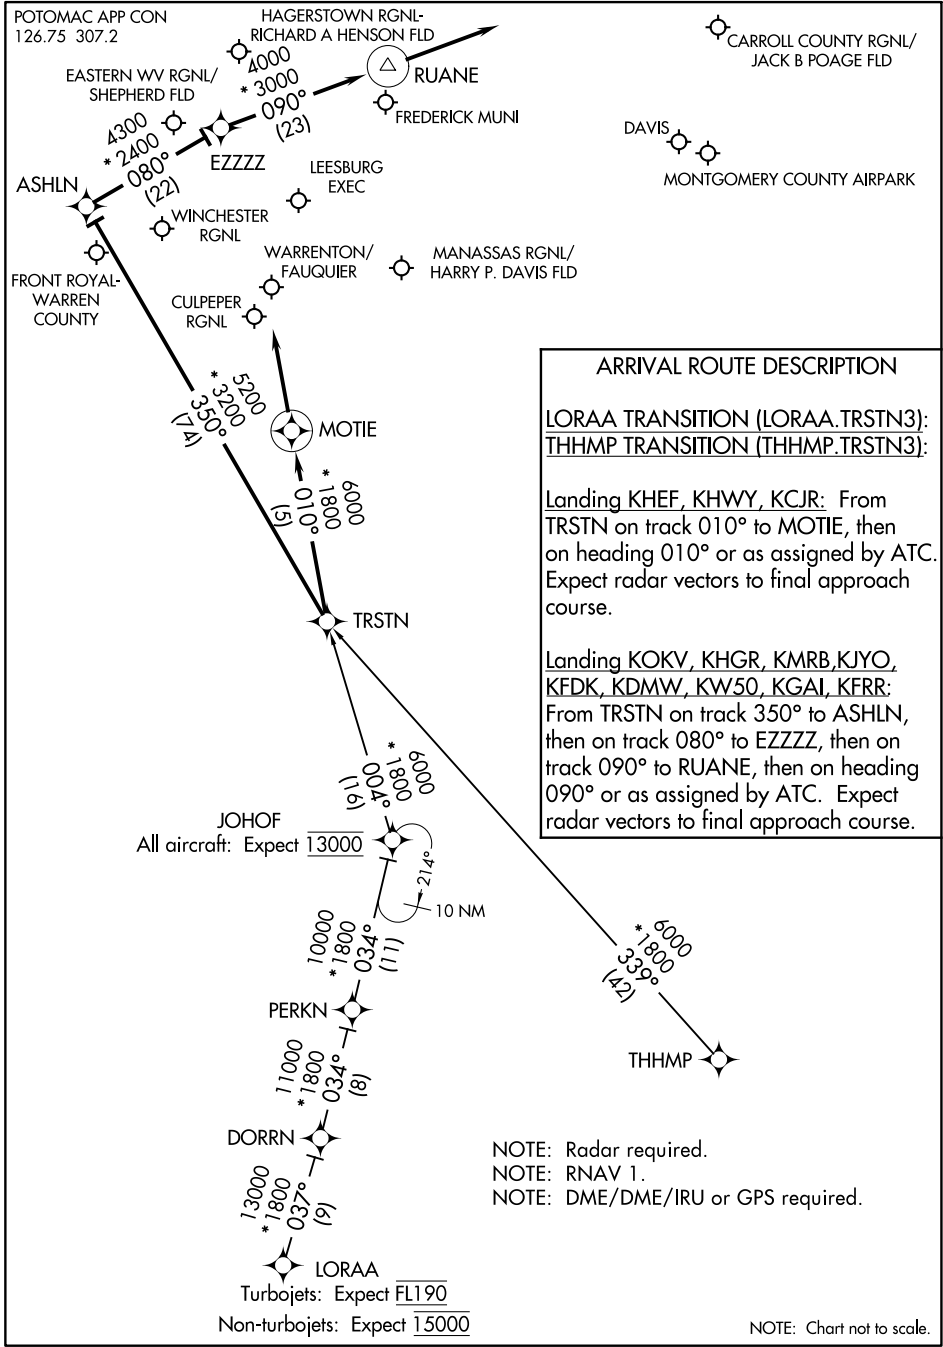 POTOMAC APP CON
126.75 307.2
HAGERSTOWN RGNL-
RICHARD A HENSON FLD
CARROLL COUNTY RGNL/
JACK B POAGE FLD
EASTERN WV RGNL/
SHEPHERD FLD
4000
* 3000
090°
(23)
RUANE
FREDERICK MUNI
4300
* 2400
080°
(22)
EZZZZ
DAVIS
MONTGOMERY COUNTY AIRPARK
ASHLN
LEESBURG
EXEC
WINCHESTER
RGNL
FRONT ROYAL-
WARREN
COUNTY
WARRENTON/
FAUQUIER
MANASSAS RGNL/
HARRY P. DAVIS FLD
CULPEPER
RGNL
5200
* 3200
350°
(74)
MOTIE
6000
* 1800
010°
(5)
TRSTN
ARRIVAL ROUTE DESCRIPTION
LORAA TRANSITION (LORAA.TRSTN3):
THHMP TRANSITION (THHMP.TRSTN3):
Landing KHEF, KHWY, KCJR: From
TRSTN on track 010° to MOTIE, then
on heading 010° or as assigned by ATC.
Expect radar vectors to final approach
course.
Landing KOKV, KHGR, KMRB,KJYO,
KFDK, KDMW, KW50, KGAI, KFRR:
From TRSTN on track 350° to ASHLN,
then on track 080° to EZZZZ, then on
track 090° to RUANE, then on heading
090° or as assigned by ATC. Expect
radar vectors to final approach course.
6000
* 1800
004°
(16)
JOHOF
All aircraft: Expect 13000
214°
10 NM
10000
* 1800
034°
(11)
6000
*1800
339°
(42)
PERKN
THHMP
11000
*1800
034°
(8)
DORRN
13000
*1800
037°
(9)
NOTE: Radar required.
NOTE: RNAV 1.
NOTE: DME/DME/IRU or GPS required.
LORAA
Turbojets: Expect FL190
Non-turbojets: Expect 15000
NOTE: Chart not to scale.